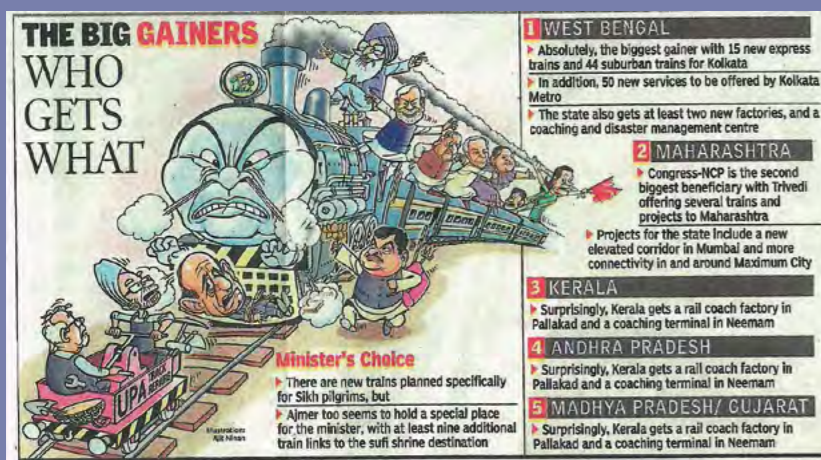 THE BIG GAINERS
WHO
GETS
WHAT
UPA
TRACK
REPAIRS
Illustration:
Ajit Ninan
Minister's Choice
There are new trains planned specifically
for Sikh pilgrims, but
Ajmer too seems to hold a special place
for the minister, with at least nine additional
train links to the sufi shrine destination
1 WEST BENGAL
Absolutely, the biggest gainer with 15 new express
trains and 44 suburban trains for Kolkata
In addition, 50 new services to be offered by Kolkata
Metro
The state also gets at least two new factories, and a
coaching and disaster management centre
2 MAHARASHTRA
Congress-NCP is the second
biggest beneficiary with Trivedi
offering several trains and
projects to Maharashtra
Projects for the state include a new
elevated corridor in Mumbai and more
connectivity in and around Maximum City
3 KERALA
Surprisingly, Kerala gets a rail coach factory in
Pallakad and a coaching terminal in Neemam
4 ANDHRA PRADESH
Surprisingly, Kerala gets a rail coach factory in
Pallakad and a coaching terminal in Neemam
5 MADHYA PRADESH/ GUJARAT
Surprisingly, Kerala gets a rail coach factory in
Pallakad and a coaching terminal in Neemam